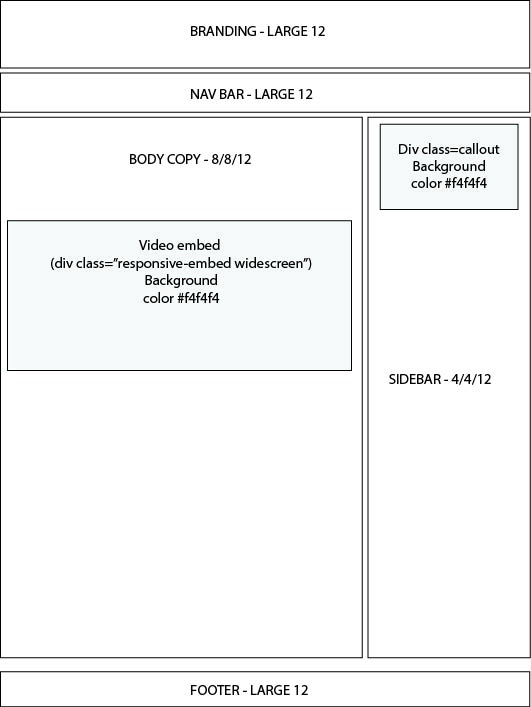 BRANDING - LARGE 12
NAV BAR - LARGE 12
BODY COPY - 8/8/12
Video embed
(div class=”responsive-embed widescreen”)
Background
color #f4f4f4
Div class=callout
Background
color #f4f4f4
SIDEBAR - 4/4/12
FOOTER - LARGE 12